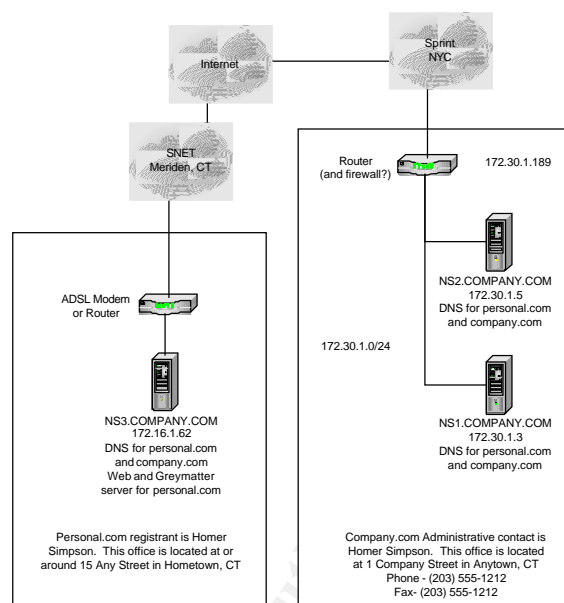 Sprint
NYC
Internet
SNET
Meriden, CT
Router
(and firewall?)
172.30.1.189
ADSL Modem
or Router
NS2.COMPANY.COM
172.30.1.5
DNS for personal.com
and company.com
172.30.1.0/24
NS3.COMPANY.COM
172.16.1.62
DNS for personal.com
and company.com
Web and Greymatter
server for personal.com
NS1.COMPANY.COM
172.30.1.3
DNS for personal.com
and company.com
Personal.com registrant is Homer
Simpson. This office is located at or
around 15 Any Street in Hometown, CT
Company.com Administrative contact is
Homer Simpson. This office is located
at 1 Company Street in Anytown, CT
Phone - (203) 555-1212
Fax- (203) 555-1212